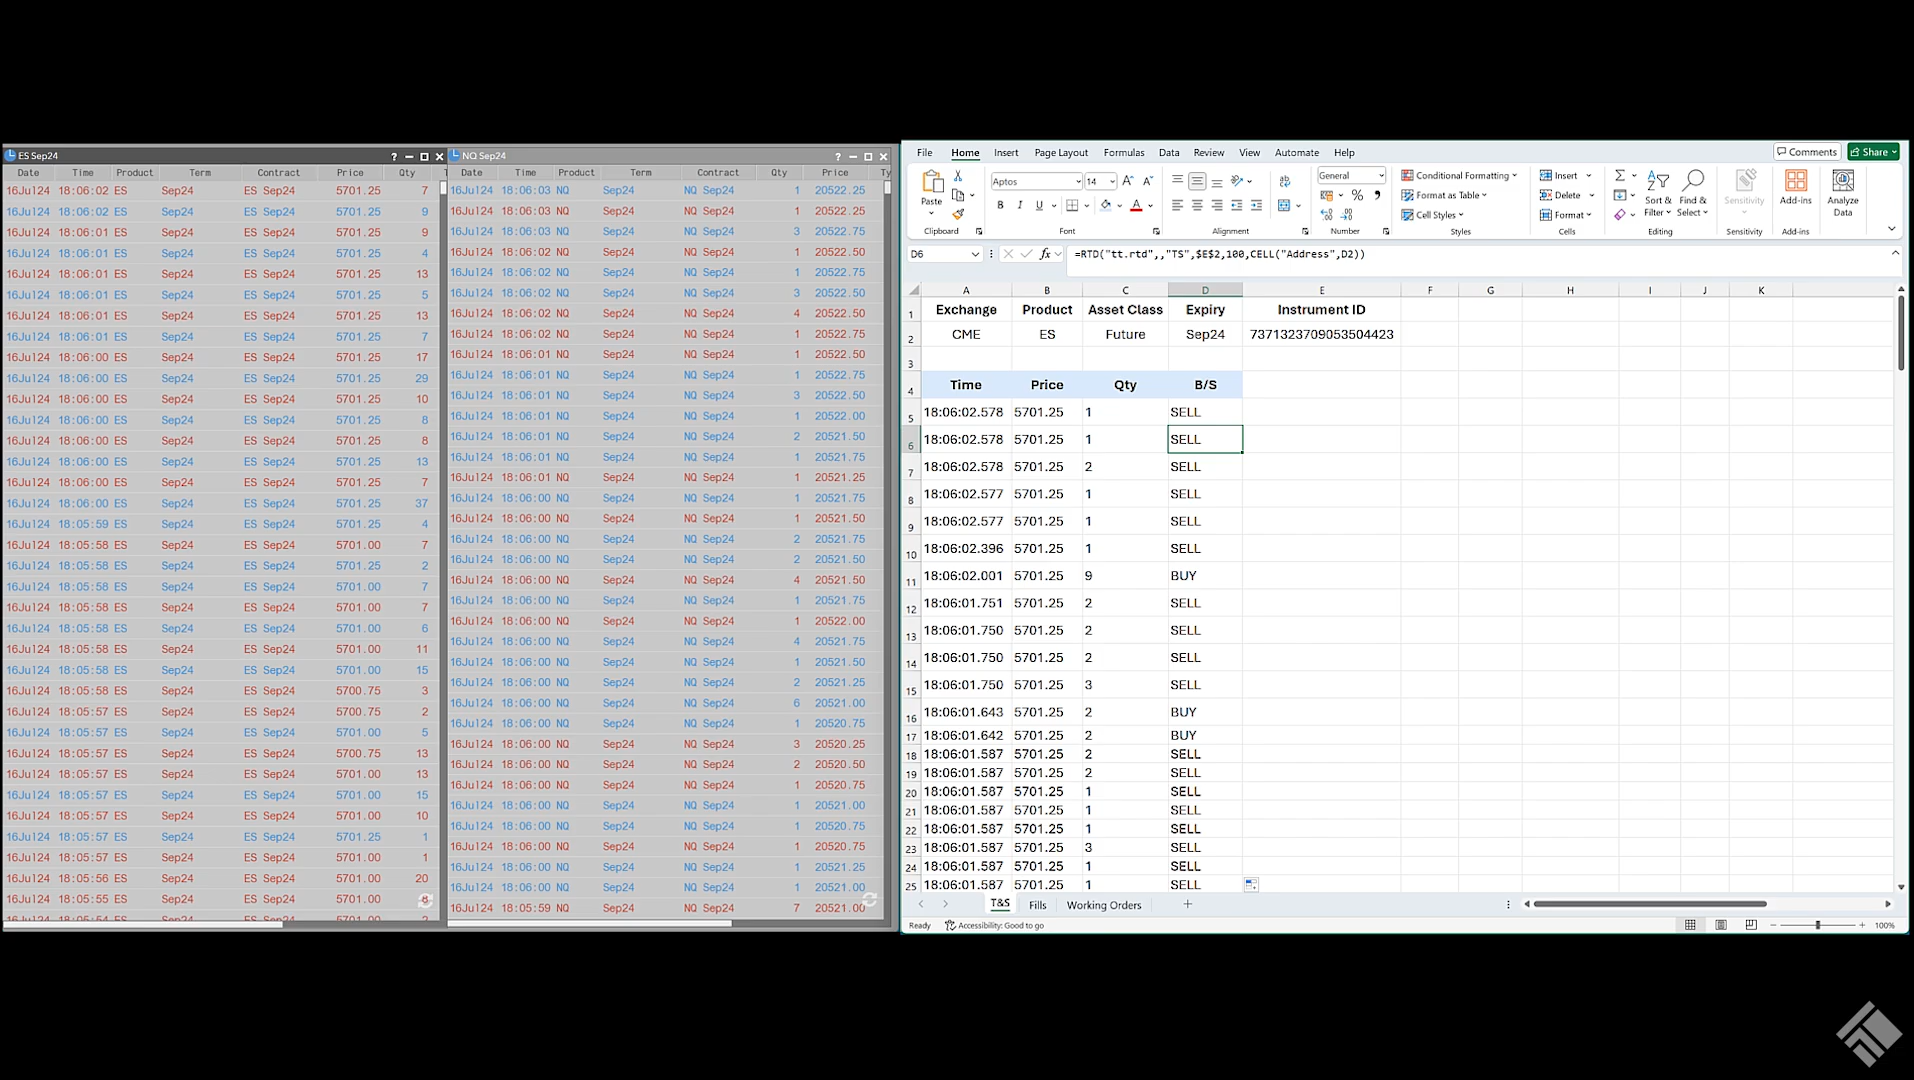 ES Sep24
Date Time Product Term Contract Price Qty
16Jul24 18:06:02 ES Sep24 ES Sep24 5701.25 7
16Jul24 18:06:02 ES Sep24 ES Sep24 5701.25 9
16Jul24 18:06:01 ES Sep24 ES Sep24 5701.25 9
16Jul24 18:06:01 ES Sep24 ES Sep24 5701.25 4
16Jul24 18:06:01 ES Sep24 ES Sep24 5701.25 13
16Jul24 18:06:01 ES Sep24 ES Sep24 5701.25 5
16Jul24 18:06:01 ES Sep24 ES Sep24 5701.25 13
16Jul24 18:06:01 ES Sep24 ES Sep24 5701.25 7
16Jul24 18:06:00 ES Sep24 ES Sep24 5701.25 17
16Jul24 18:06:00 ES Sep24 ES Sep24 5701.25 29
16Jul24 18:06:00 ES Sep24 ES Sep24 5701.25 10
16Jul24 18:06:00 ES Sep24 ES Sep24 5701.25 8
16Jul24 18:06:00 ES Sep24 ES Sep24 5701.25 8
16Jul24 18:06:00 ES Sep24 ES Sep24 5701.25 13
16Jul24 18:06:00 ES Sep24 ES Sep24 5701.25 7
16Jul24 18:06:00 ES Sep24 ES Sep24 5701.25 37
16Jul24 18:05:59 ES Sep24 ES Sep24 5701.25 4
16Jul24 18:05:58 ES Sep24 ES Sep24 5701.00 7
16Jul24 18:05:58 ES Sep24 ES Sep24 5701.25 2
16Jul24 18:05:58 ES Sep24 ES Sep24 5701.00 7
16Jul24 18:05:58 ES Sep24 ES Sep24 5701.00 7
16Jul24 18:05:58 ES Sep24 ES Sep24 5701.00 6
16Jul24 18:05:58 ES Sep24 ES Sep24 5701.00 11
16Jul24 18:05:58 ES Sep24 ES Sep24 5701.00 15
16Jul24 18:05:58 ES Sep24 ES Sep24 5700.75 3
16Jul24 18:05:57 ES Sep24 ES Sep24 5700.75 2
16Jul24 18:05:57 ES Sep24 ES Sep24 5701.00 5
16Jul24 18:05:57 ES Sep24 ES Sep24 5700.75 13
16Jul24 18:05:57 ES Sep24 ES Sep24 5701.00 13
16Jul24 18:05:57 ES Sep24 ES Sep24 5701.00 15
16Jul24 18:05:57 ES Sep24 ES Sep24 5701.00 10
16Jul24 18:05:57 ES Sep24 ES Sep24 5701.25 1
16Jul24 18:05:57 ES Sep24 ES Sep24 5701.00 1
16Jul24 18:05:56 ES Sep24 ES Sep24 5701.00 20
16Jul24 18:05:55 ES Sep24 ES Sep24 5701.00
16Jul24 18:05:54 ES Sep24 ES Sep24 5701.00 2
NQ Sep24
Date Time Product Term Contract Qty Price Ty
16Jul24 18:06:03 NQ Sep24 NQ Sep24 1 20522.25
16Jul24 18:06:03 NQ Sep24 NQ Sep24 1 20522.25
16Jul24 18:06:03 NQ Sep24 NQ Sep24 3 20522.75
16Jul24 18:06:02 NQ Sep24 NQ Sep24 1 20522.50
16Jul24 18:06:02 NQ Sep24 NQ Sep24 1 20522.75
16Jul24 18:06:02 NQ Sep24 NQ Sep24 3 20522.50
16Jul24 18:06:02 NQ Sep24 NQ Sep24 4 20522.50
16Jul24 18:06:02 NQ Sep24 NQ Sep24 1 20522.75
16Jul24 18:06:01 NQ Sep24 NQ Sep24 1 20522.50
16Jul24 18:06:01 NQ Sep24 NQ Sep24 1 20522.75
16Jul24 18:06:01 NQ Sep24 NQ Sep24 3 20522.50
16Jul24 18:06:01 NQ Sep24 NQ Sep24 1 20522.00
16Jul24 18:06:01 NQ Sep24 NQ Sep24 2 20521.50
16Jul24 18:06:01 NQ Sep24 NQ Sep24 1 20521.75
16Jul24 18:06:01 NQ Sep24 NQ Sep24 1 20521.25
16Jul24 18:06:00 NQ Sep24 NQ Sep24 1 20521.75
16Jul24 18:06:00 NQ Sep24 NQ Sep24 1 20521.50
16Jul24 18:06:00 NQ Sep24 NQ Sep24 2 20521.75
16Jul24 18:06:00 NQ Sep24 NQ Sep24 2 20521.50
16Jul24 18:06:00 NQ Sep24 NQ Sep24 4 20521.50
16Jul24 18:06:00 NQ Sep24 NQ Sep24 1 20521.75
16Jul24 18:06:00 NQ Sep24 NQ Sep24 1 20522.00
16Jul24 18:06:00 NQ Sep24 NQ Sep24 4 20521.75
16Jul24 18:06:00 NQ Sep24 NQ Sep24 1 20521.50
16Jul24 18:06:00 NQ Sep24 NQ Sep24 2 20521.25
16Jul24 18:06:00 NQ Sep24 NQ Sep24 6 20521.00
16Jul24 18:06:00 NQ Sep24 NQ Sep24 1 20520.75
16Jul24 18:06:00 NQ Sep24 NQ Sep24 3 20520.25
16Jul24 18:06:00 NQ Sep24 NQ Sep24 2 20520.50
16Jul24 18:06:00 NQ Sep24 NQ Sep24 1 20520.75
16Jul24 18:06:00 NQ Sep24 NQ Sep24 1 20521.00
16Jul24 18:06:00 NQ Sep24 NQ Sep24 1 20520.75
16Jul24 18:06:00 NQ Sep24 NQ Sep24 1 20520.75
16Jul24 18:06:00 NQ Sep24 NQ Sep24 1 20521.25
16Jul24 18:06:00 NQ Sep24 NQ Sep24 1 20521.00
16Jul24 18:05:59 NQ Sep24 NQ Sep24 7 20521.00
File Home Insert Page Layout Formulas Data Review View Automate Help Comments Share
Paste Aptos 14 General Conditional Formatting Format as Table Cell Styles Insert Delete Format Sort & Filter Find & Select Sensitivity Add-ins Analyze Data
Clipboard Font Alignment Number Styles Cells Editing Sensitivity Add-ins
D6 fx =RTD("tt.rtd",,"TS",$E$2,100,CELL("Address",D2))
A B C D E F G H I J K
1 Exchange Product Asset Class Expiry Instrument ID
2 CME ES Future Sep24 7371323709053504423
3
4 Time Price Qty B/S
5 18:06:02.578 5701.25 1 SELL
6 18:06:02.578 5701.25 1 SELL
7 18:06:02.578 5701.25 2 SELL
8 18:06:02.577 5701.25 1 SELL
9 18:06:02.577 5701.25 1 SELL
10 18:06:02.396 5701.25 1 SELL
11 18:06:02.001 5701.25 9 BUY
12 18:06:01.751 5701.25 2 SELL
13 18:06:01.750 5701.25 2 SELL
14 18:06:01.750 5701.25 2 SELL
15 18:06:01.750 5701.25 3 SELL
16 18:06:01.643 5701.25 2 BUY
17 18:06:01.642 5701.25 2 BUY
18 18:06:01.587 5701.25 2 SELL
19 18:06:01.587 5701.25 2 SELL
20 18:06:01.587 5701.25 1 SELL
21 18:06:01.587 5701.25 1 SELL
22 18:06:01.587 5701.25 1 SELL
23 18:06:01.587 5701.25 3 SELL
24 18:06:01.587 5701.25 1 SELL
25 18:06:01.587 5701.25 1 SELL
T&S Fills Working Orders
Ready Accessibility: Good to go 100%